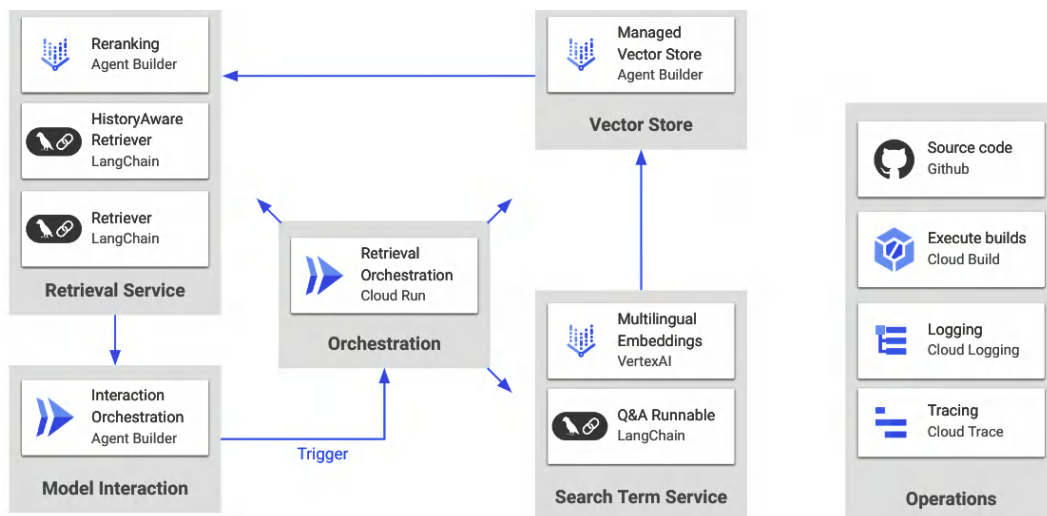 Reranking
Agent Builder
HistoryAware
Retriever
LangChain
Retriever
LangChain
Retrieval Service
Interaction
Orchestration
Agent Builder
Model Interaction
Trigger
Retrieval
Orchestration
Cloud Run
Orchestration
Managed
Vector Store
Agent Builder
Vector Store
Multilingual
Embeddings
VertexAI
Q&A Runnable
LangChain
Search Term Service
Source code
Github
Execute builds
Cloud Build
Logging
Cloud Logging
Tracing
Cloud Trace
Operations